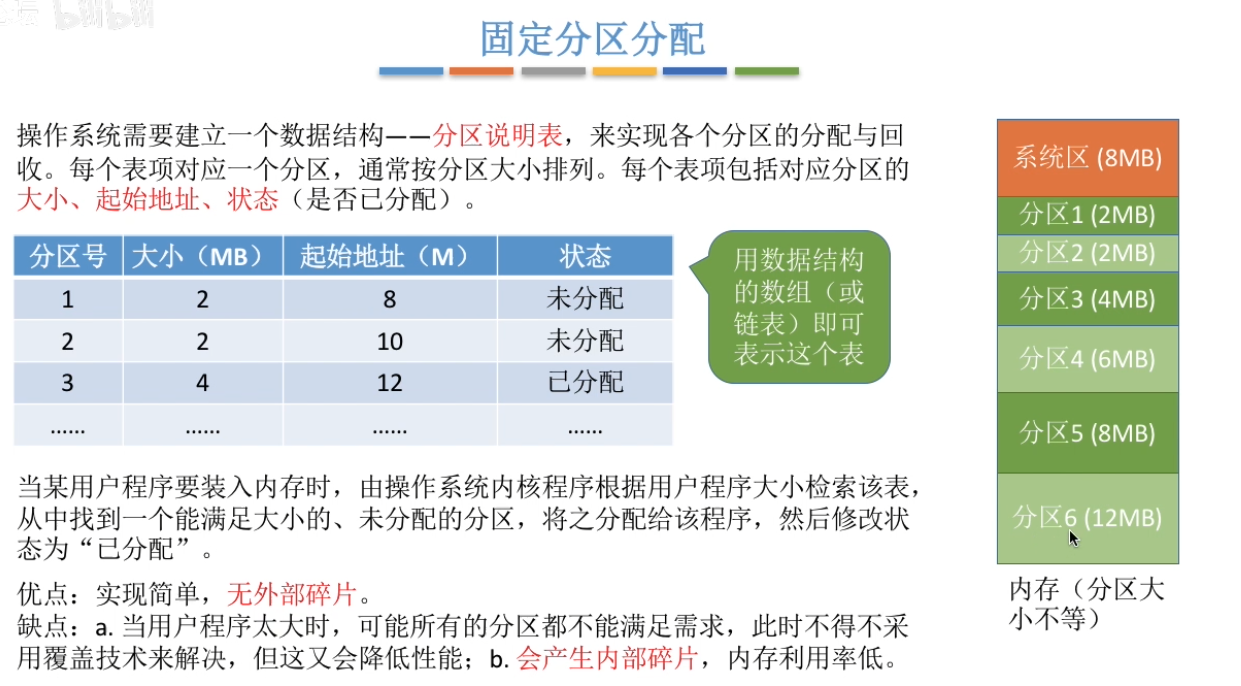 bilibili
固定分区分配
操作系统需要建立一个数据结构——分区说明表，来实现各个分区的分配与回
收。每个表项对应一个分区，通常按分区大小排列。每个表项包括对应分区的
大小、起始地址、状态（是否已分配）。
分区号 大小（MB） 起始地址（M） 状态
1 2 8 未分配
2 2 10 未分配
3 4 12 已分配
...... ...... ...... ......
用数据结构
的数组（或
链表）即可
表示这个表
当某用户程序要装入内存时，由操作系统内核程序根据用户程序大小检索该表，
从中找到一个能满足大小的、未分配的分区，将之分配给该程序，然后修改状
态为“已分配”。
优点：实现简单，无外部碎片。
缺点：a. 当用户程序太大时，可能所有的分区都不能满足需求，此时不得不采
用覆盖技术来解决，但这又会降低性能；b. 会产生内部碎片，内存利用率低。
系统区 (8MB)
分区1 (2MB)
分区2 (2MB)
分区3 (4MB)
分区4 (6MB)
分区5 (8MB)
分区6 (12MB)
内存（分区大
小不等）